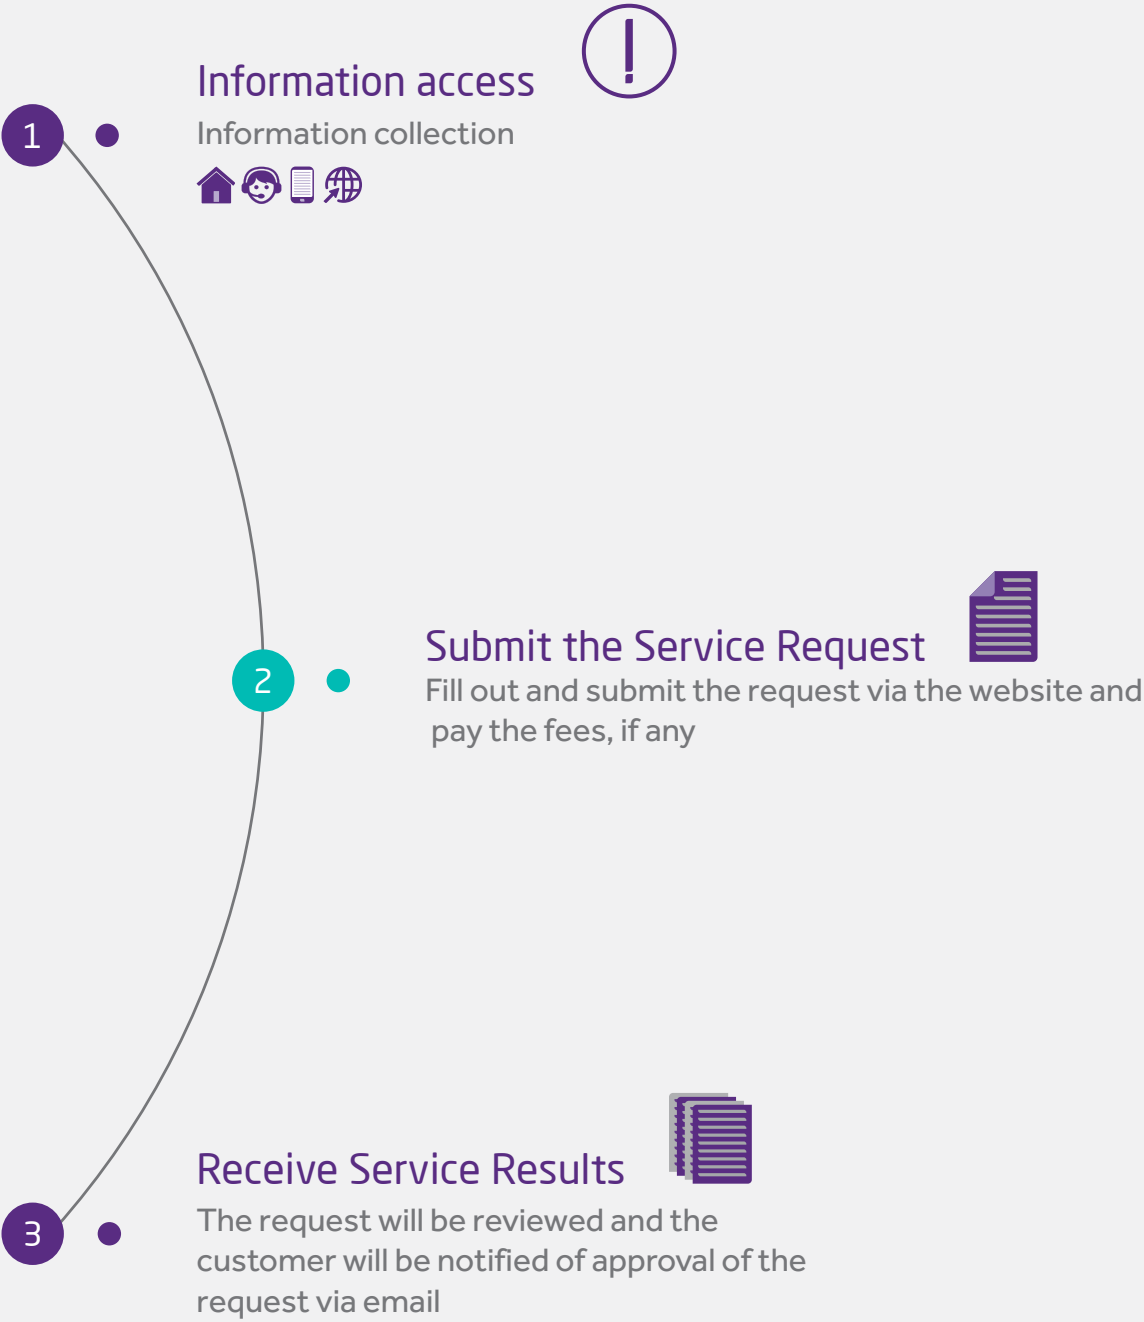 Information access
1
Information collection
Submit the Service Request
2
Fill out and submit the request via the website and
pay the fees, if any
Receive Service Results
3
The request will be reviewed and the
customer will be notified of approval of the
request via email